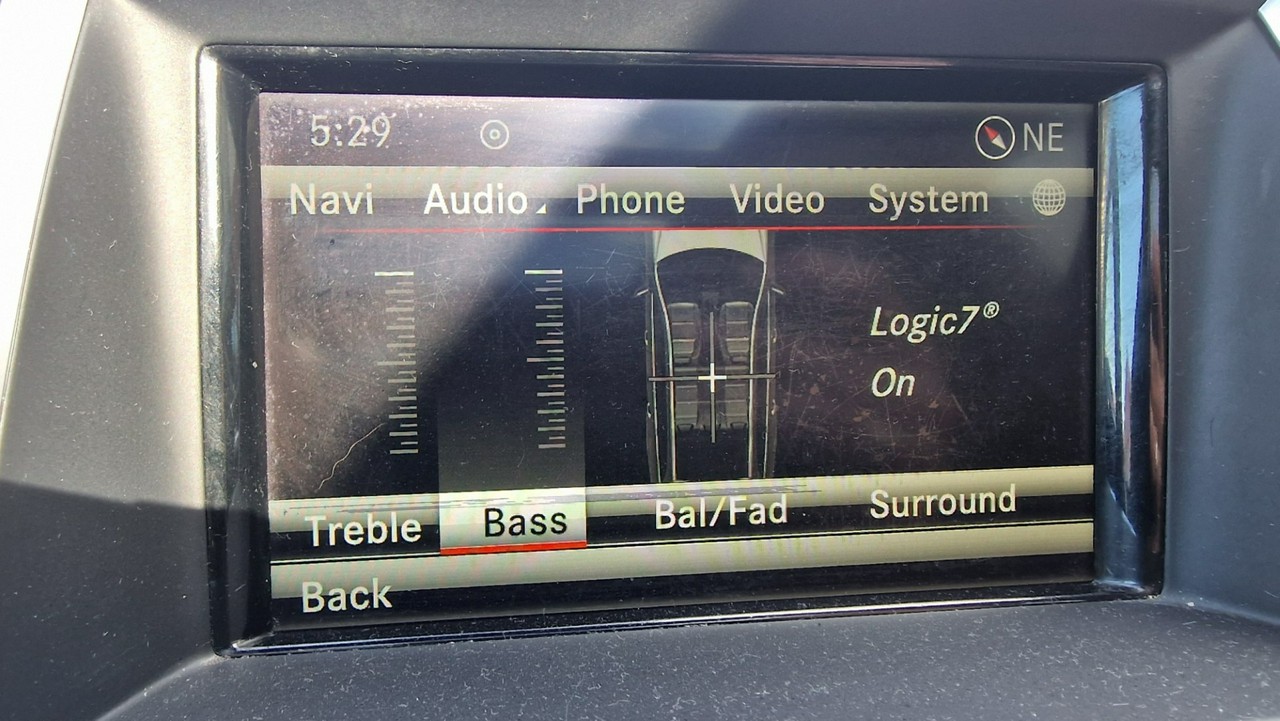 5:29 NE
Navi Audio Phone Video System
Logic7®
On
Treble Bass Bal/Fad Surround
Back